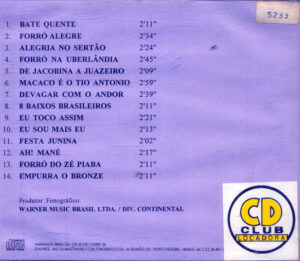 5233
1. BATE QUENTE 2'11"
2. FORRÓ ALEGRE 2'34"
3. ALEGRIA NO SERTÃO 2'24"
4. FORRÓ NA UBERLÂNDIA 2'45"
5. DE JACOBINA A JUAZEIRO 2'09"
6. MACACO É O TIO ANTONIO 2'59"
7. DEVAGAR COM O ANDOR 2'39"
8. 8 BAIXOS BRASILEIROS 2'11"
9. EU TOCO ASSIM 2'21"
10. EU SOU MAIS EU 2'13"
11. FESTA JUNINA 2'02"
12. AH! MANÉ 2'17"
13. FORRÓ DO ZÉ PIABA 2'11"
14. EMPURRA O BRONZE 2'11"
Produtor Fonográfico:
WARNER MUSIC BRASIL LTDA. / DIV. CONTINENTAL
CD
CLUB
LOCADORA